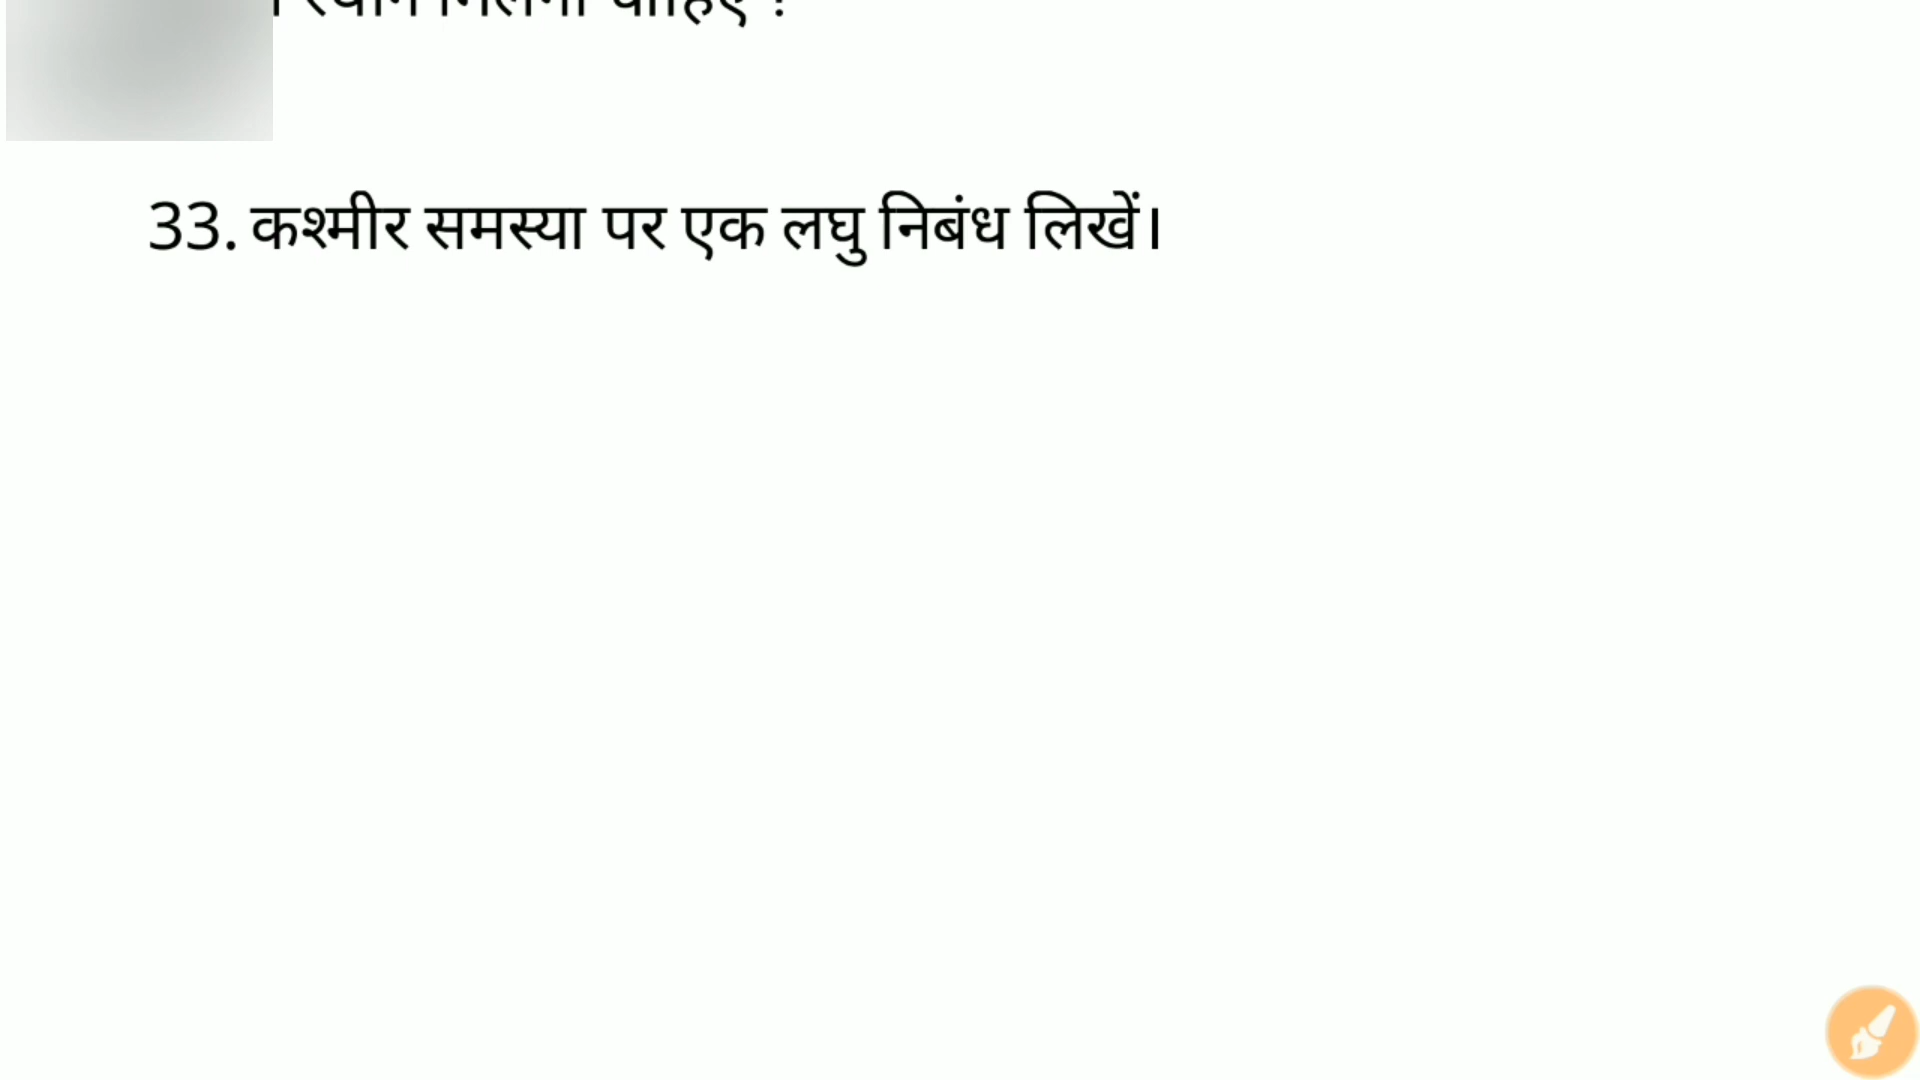 33. कश्मीर समस्या पर एक लघु निबंध लिखें।